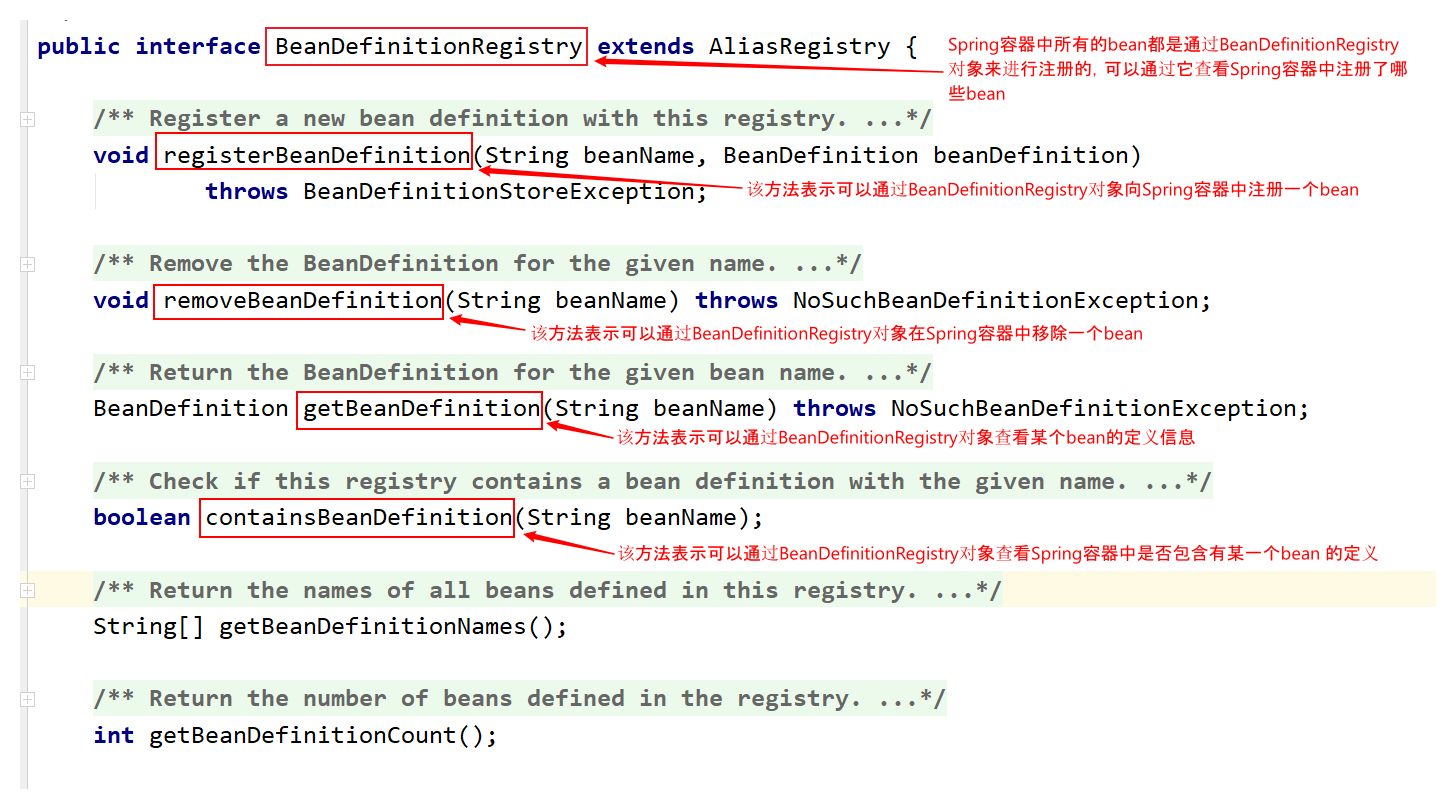 public interface BeanDefinitionRegistry extends AliasRegistry {
Spring容器中所有的bean都是通过BeanDefinitionRegistry
对象来进行注册的, 可以通过它查看Spring容器中注册了哪
些bean
/** Register a new bean definition with this registry. ...*/
void registerBeanDefinition(String beanName, BeanDefinition beanDefinition)
throws BeanDefinitionStoreException;
该方法表示可以通过BeanDefinitionRegistry对象向Spring容器中注册一个bean
/** Remove the BeanDefinition for the given name. ...*/
void removeBeanDefinition(String beanName) throws NoSuchBeanDefinitionException;
该方法表示可以通过BeanDefinitionRegistry对象在Spring容器中移除一个bean
/** Return the BeanDefinition for the given bean name. ...*/
BeanDefinition getBeanDefinition(String beanName) throws NoSuchBeanDefinitionException;
该方法表示可以通过BeanDefinitionRegistry对象查看某个bean的定义信息
/** Check if this registry contains a bean definition with the given name. ...*/
boolean containsBeanDefinition(String beanName);
该方法表示可以通过BeanDefinitionRegistry对象查看Spring容器中是否包含有某一个bean 的定义
/** Return the names of all beans defined in this registry. ...*/
String[] getBeanDefinitionNames();
/** Return the number of beans defined in the registry. ...*/
int getBeanDefinitionCount();